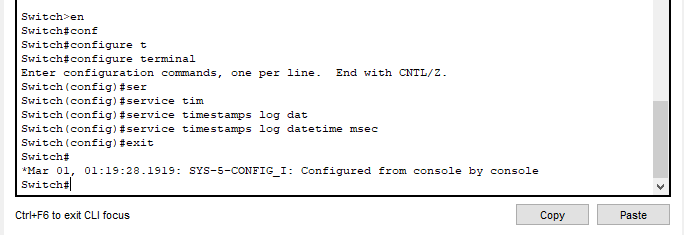 Switch>en
Switch#conf
Switch#configure t
Switch#configure terminal
Enter configuration commands, one per line.  End with CNTL/Z.
Switch(config)#ser
Switch(config)#service tim
Switch(config)#service timestamps log dat
Switch(config)#service timestamps log datetime msec
Switch(config)#exit
Switch#
*Mar 01, 01:19:28.1919: SYS-5-CONFIG_I: Configured from console by console
Switch#
Ctrl+F6 to exit CLI focus
Copy
Paste